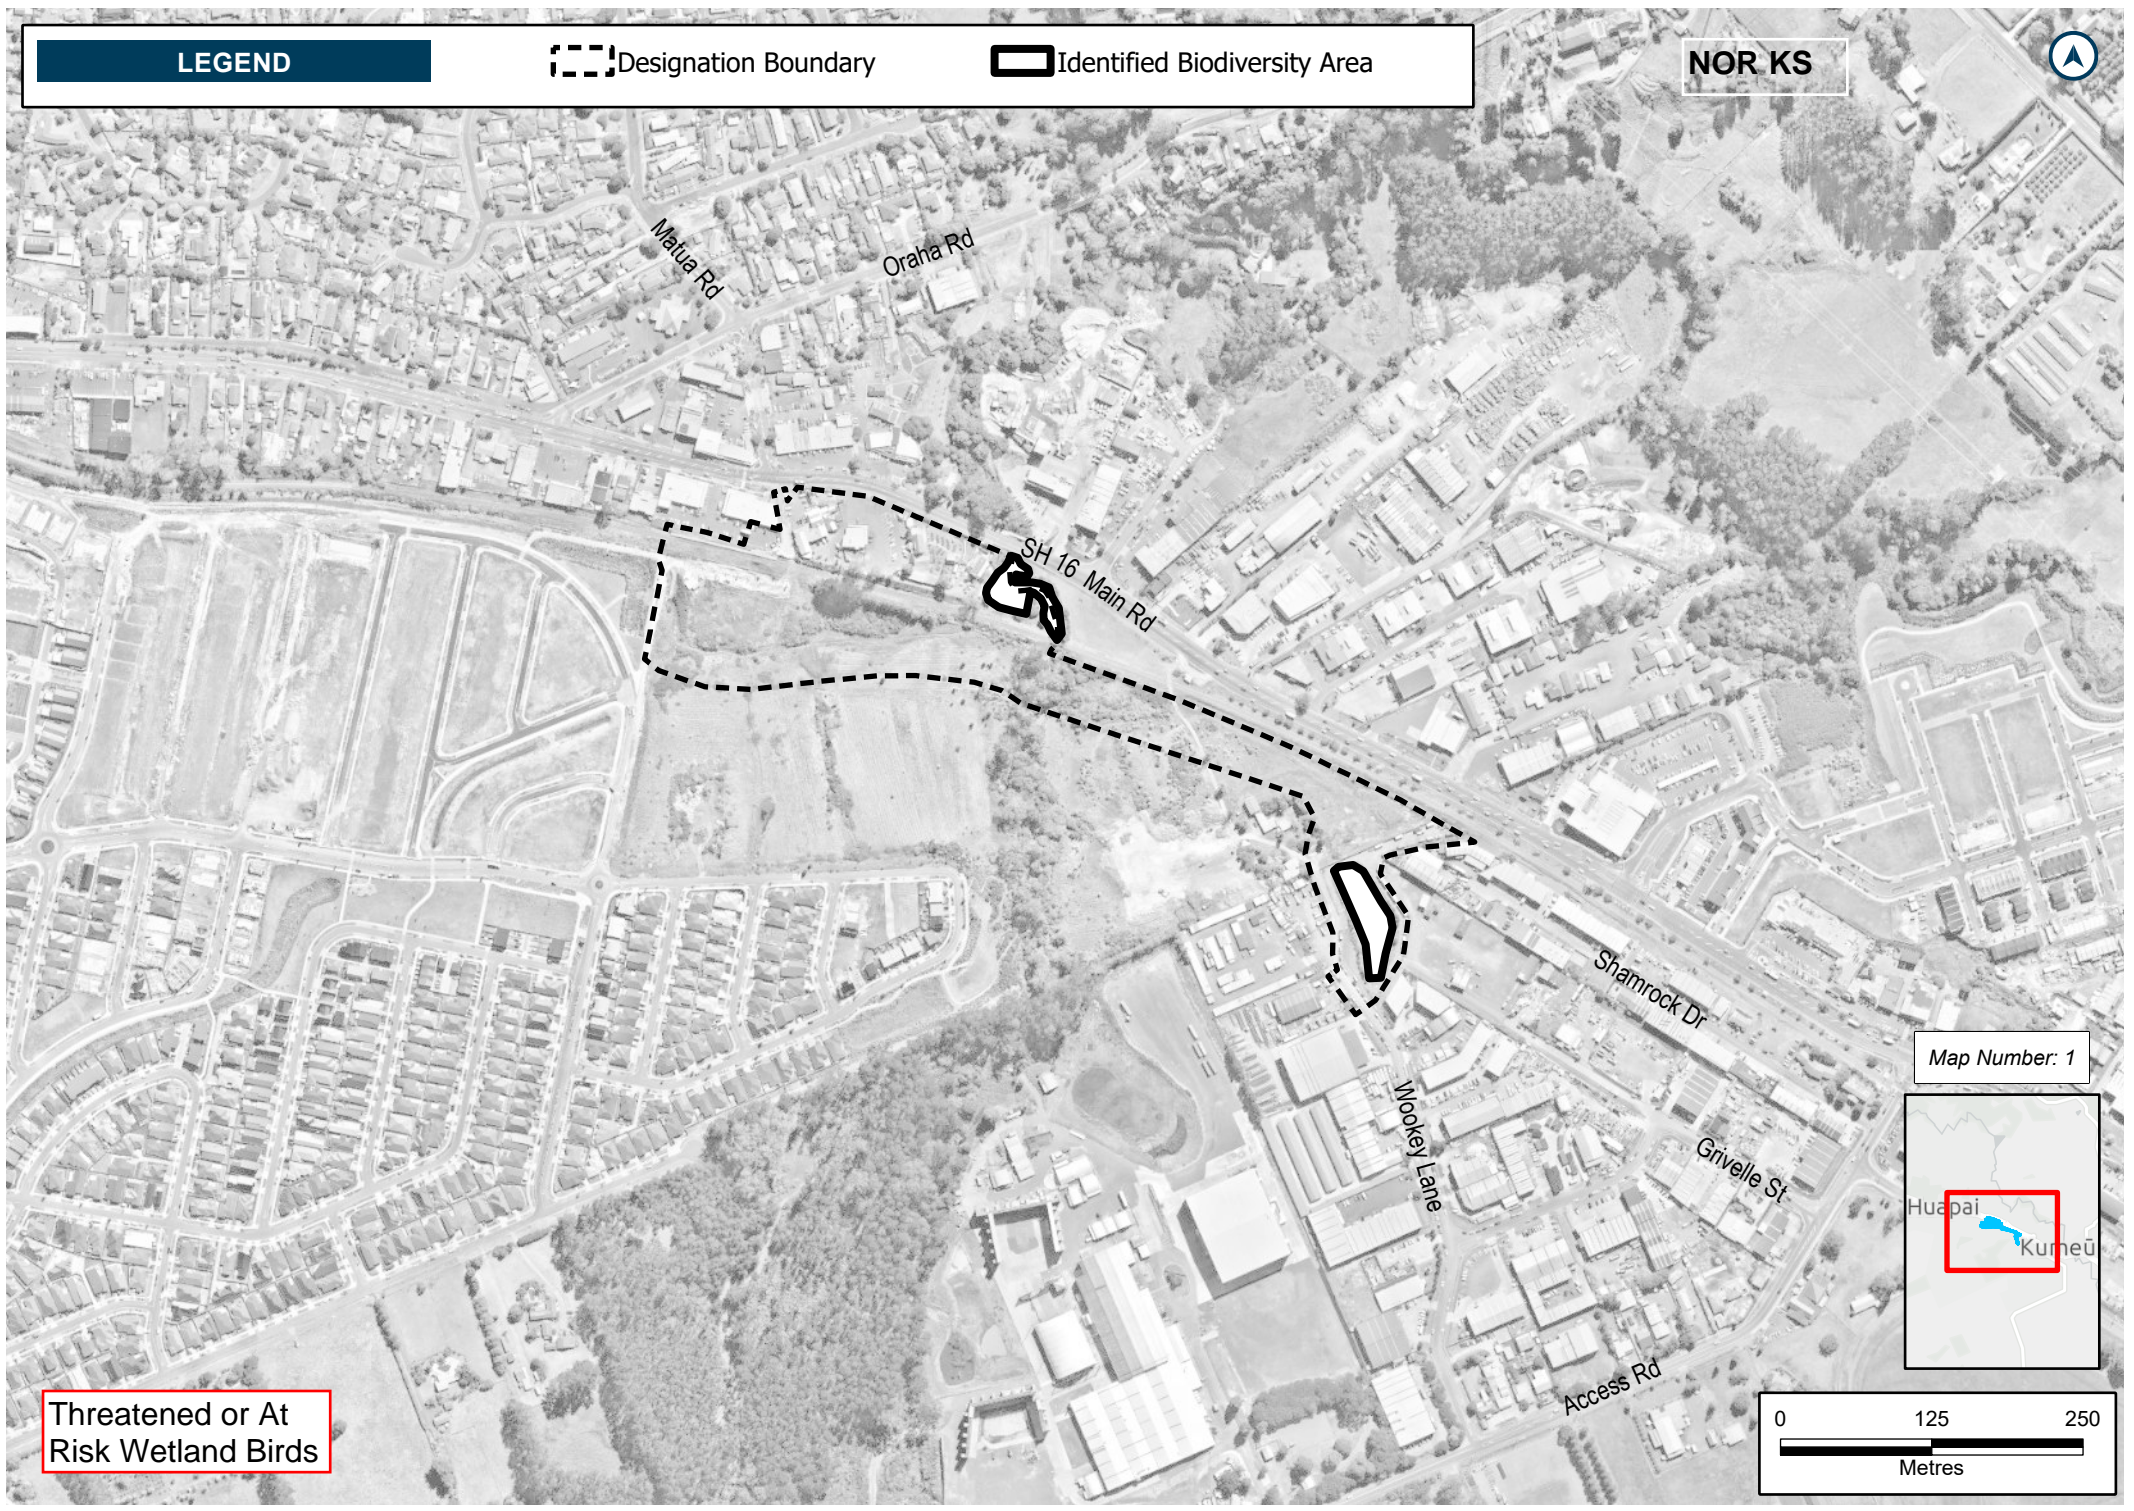 LEGEND
Designation Boundary
Identified Biodiversity Area
NOR KS
Matua Rd
Oraha Rd
SH 16 Main Rd
Shamrock Dr
Map Number: 1
Wookey Lane
Grivelle St
Huapai
Kumeū
Access Rd
Threatened or At
Risk Wetland Birds
0 125 250
Metres